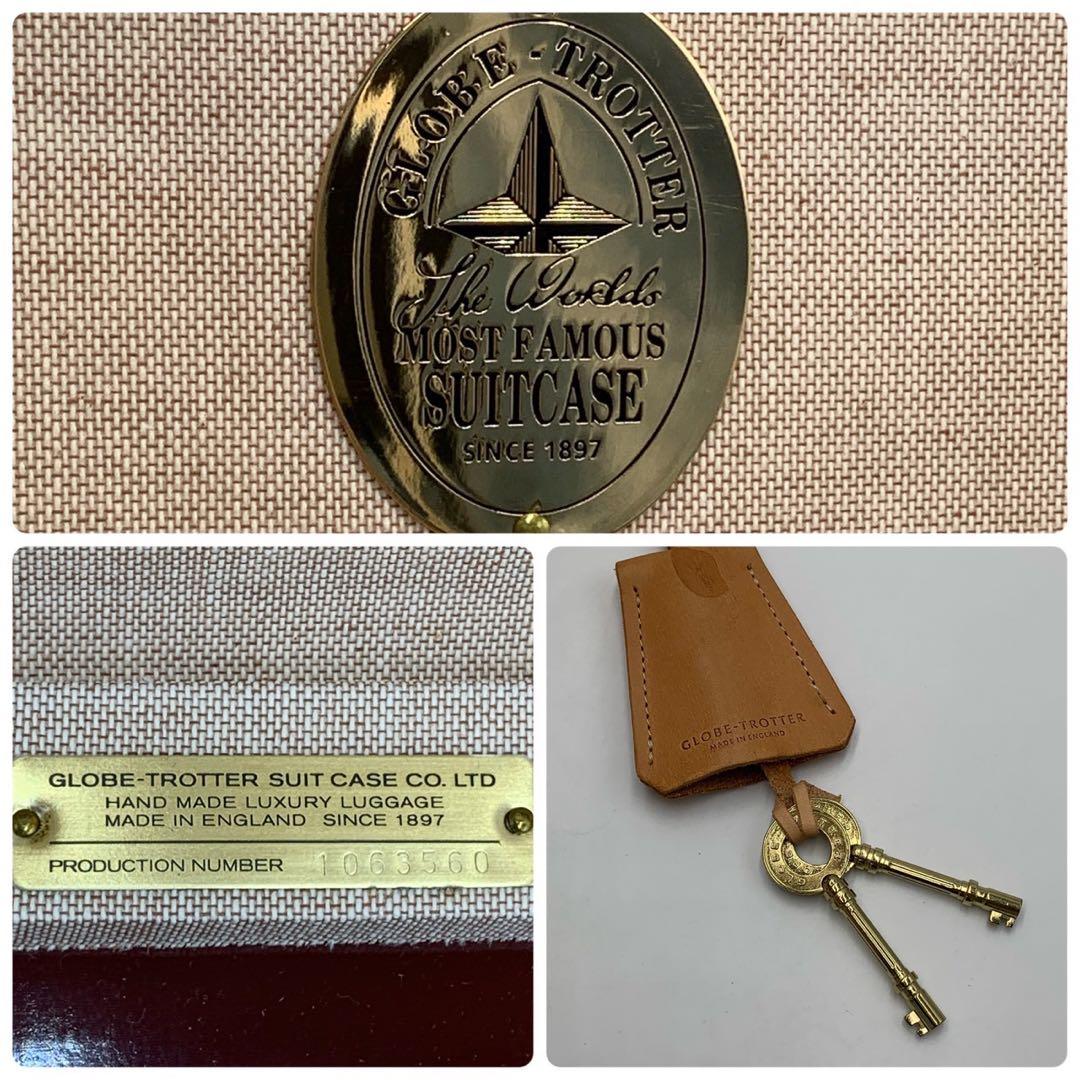 GLOBE-TROTTER
The Worlds
MOST FAMOUS
SUITCASE
SINCE 1897
GLOBE-TROTTER SUIT CASE CO. LTD
HAND MADE LUXURY LUGGAGE
MADE IN ENGLAND SINCE 1897
PRODUCTION NUMBER 1063560
GLOBE-TROTTER
MADE IN ENGLAND